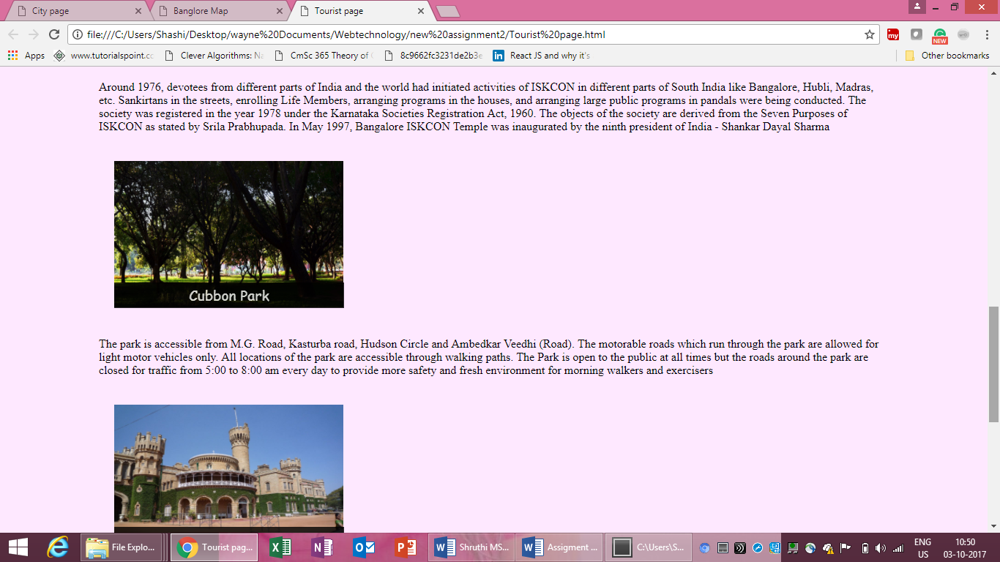 City page
Banglore Map
Tourist page
file:///C:/Users/Shashi/Desktop/wayne%20Documents/Webtechnology/new%20assignment2/Tourist%20page.html
my
NEW
Apps
www.tutorialspoint.co
Clever Algorithms: Na
CmSc 365 Theory of C
8c9662fc3231de2b3e
in
React JS and why it's
Other bookmarks
Around 1976, devotees from different parts of India and the world had initiated activities of ISKCON in different parts of South India like Bangalore, Hubli, Madras,
etc. Sankirtans in the streets, enrolling Life Members, arranging programs in the houses, and arranging large public programs in pandals were being conducted. The
society was registered in the year 1978 under the Karnataka Societies Registration Act, 1960. The objects of the society are derived from the Seven Purposes of
ISKCON as stated by Srila Prabhupada. In May 1997, Bangalore ISKCON Temple was inaugurated by the ninth president of India - Shankar Dayal Sharma
Cubbon Park
The park is accessible from M.G. Road, Kasturba road, Hudson Circle and Ambedkar Veedhi (Road). The motorable roads which run through the park are allowed for
light motor vehicles only. All locations of the park are accessible through walking paths. The Park is open to the public at all times but the roads around the park are
closed for traffic from 5:00 to 8:00 am every day to provide more safety and fresh environment for morning walkers and exercisers
File Explo...
Tourist pag...
Shruthi MS...
Assigment ...
C:\Users\S...
ENG
US
10:50
03-10-2017